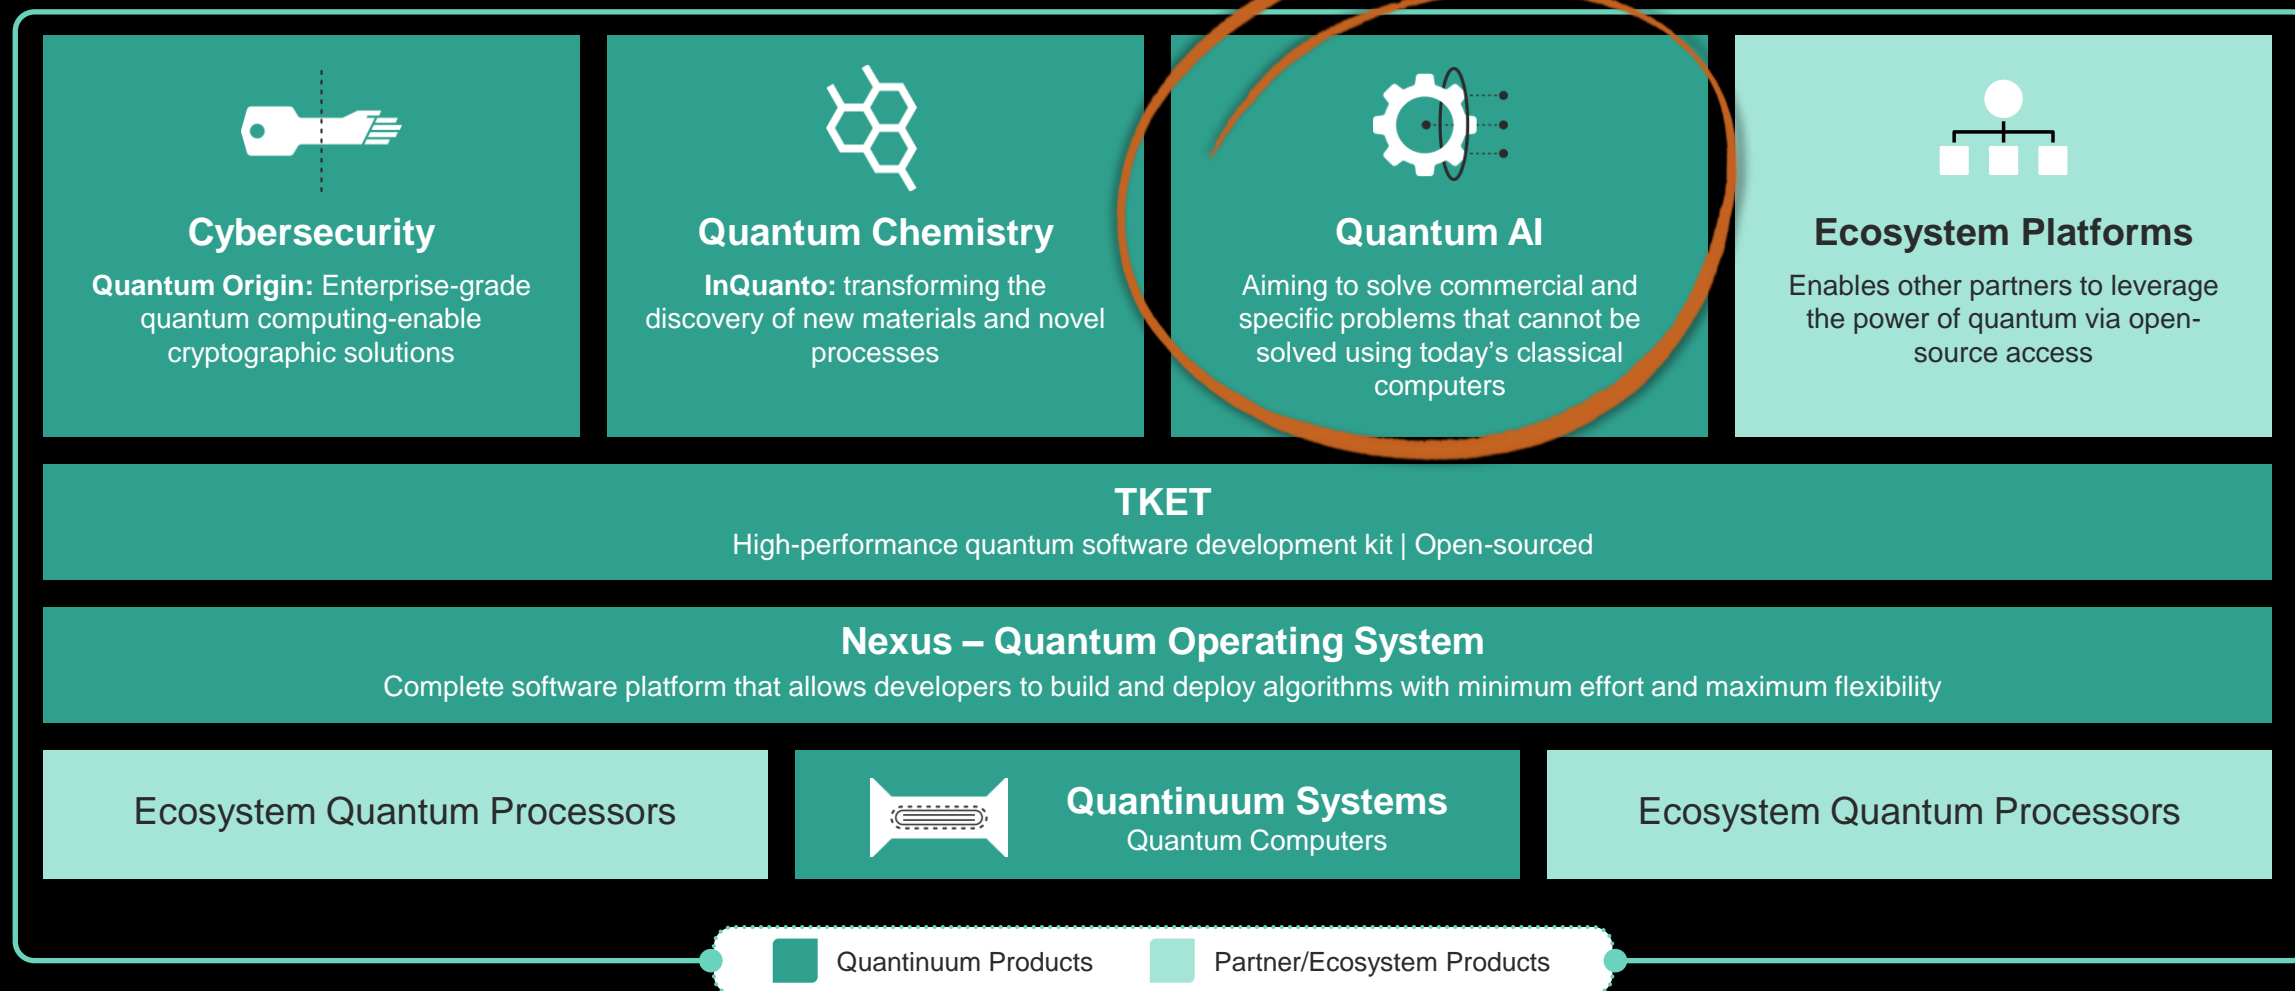 Cybersecurity
Quantum Origin: Enterprise-grade
quantum computing-enable
cryptographic solutions
Quantum Chemistry
InQuanto: transforming the
discovery of new materials and novel
processes
Quantum AI
Aiming to solve commercial and
specific problems that cannot be
solved using today’s classical
computers
Ecosystem Platforms
Enables other partners to leverage
the power of quantum via open-
source access
TKET
High-performance quantum software development kit | Open-sourced
Nexus – Quantum Operating System
Complete software platform that allows developers to build and deploy algorithms with minimum effort and maximum flexibility
Ecosystem Quantum Processors
Quantinuum Systems
Quantum Computers
Ecosystem Quantum Processors
Quantinuum Products
Partner/Ecosystem Products